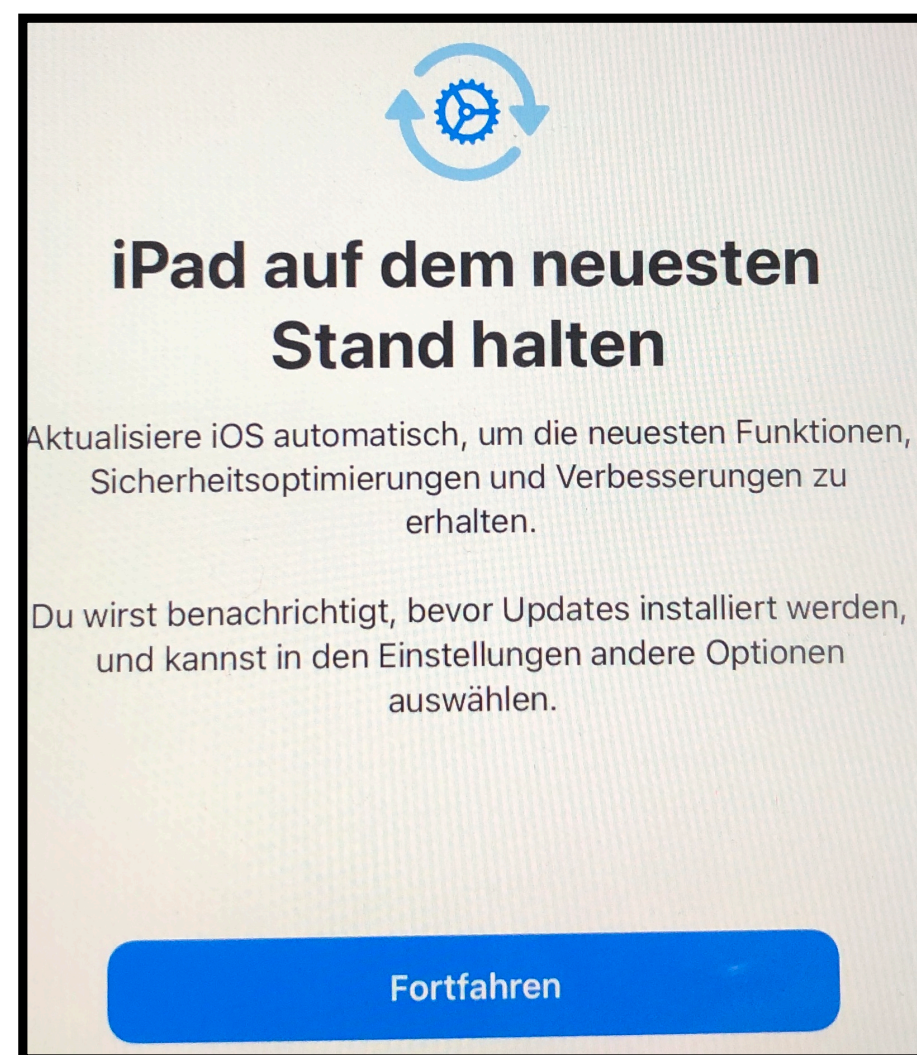 iPad auf dem neuesten
Stand halten
Aktualisiere iOS automatisch, um die neuesten Funktionen,
Sicherheitsoptimierungen und Verbesserungen zu
erhalten.
Du wirst benachrichtigt, bevor Updates installiert werden,
und kannst in den Einstellungen andere Optionen
auswählen.
Fortfahren